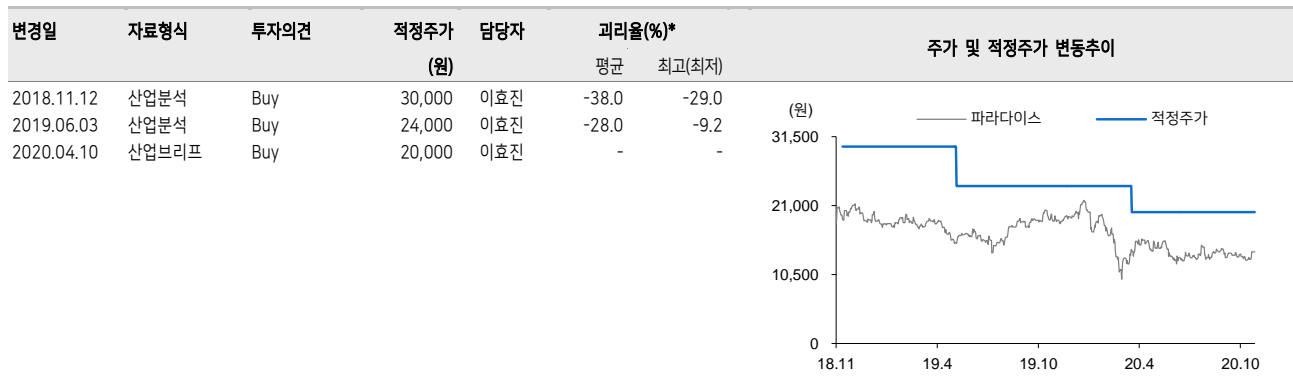 변경일 자료형식 투자의견 적정주가 담당자 괴리율(%)*
(원) 평균 최고(최저)
2018.11.12 산업분석 Buy 30,000 이효진 -38.0 -29.0
2019.06.03 산업분석 Buy 24,000 이효진 -28.0 -9.2
2020.04.10 산업브리프 Buy 20,000 이효진 - -
주가 및 적정주가 변동추이
(원) 파라다이스 적정주가
31,500
21,000
10,500
0
18.11 19.4 19.10 20.4 20.10